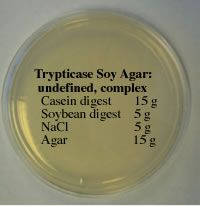 Trypticase Soy Agar:
undefined, complex
Casein digest 15 g
Soybean digest 5 g
NaCl 5 g
Agar 15 g